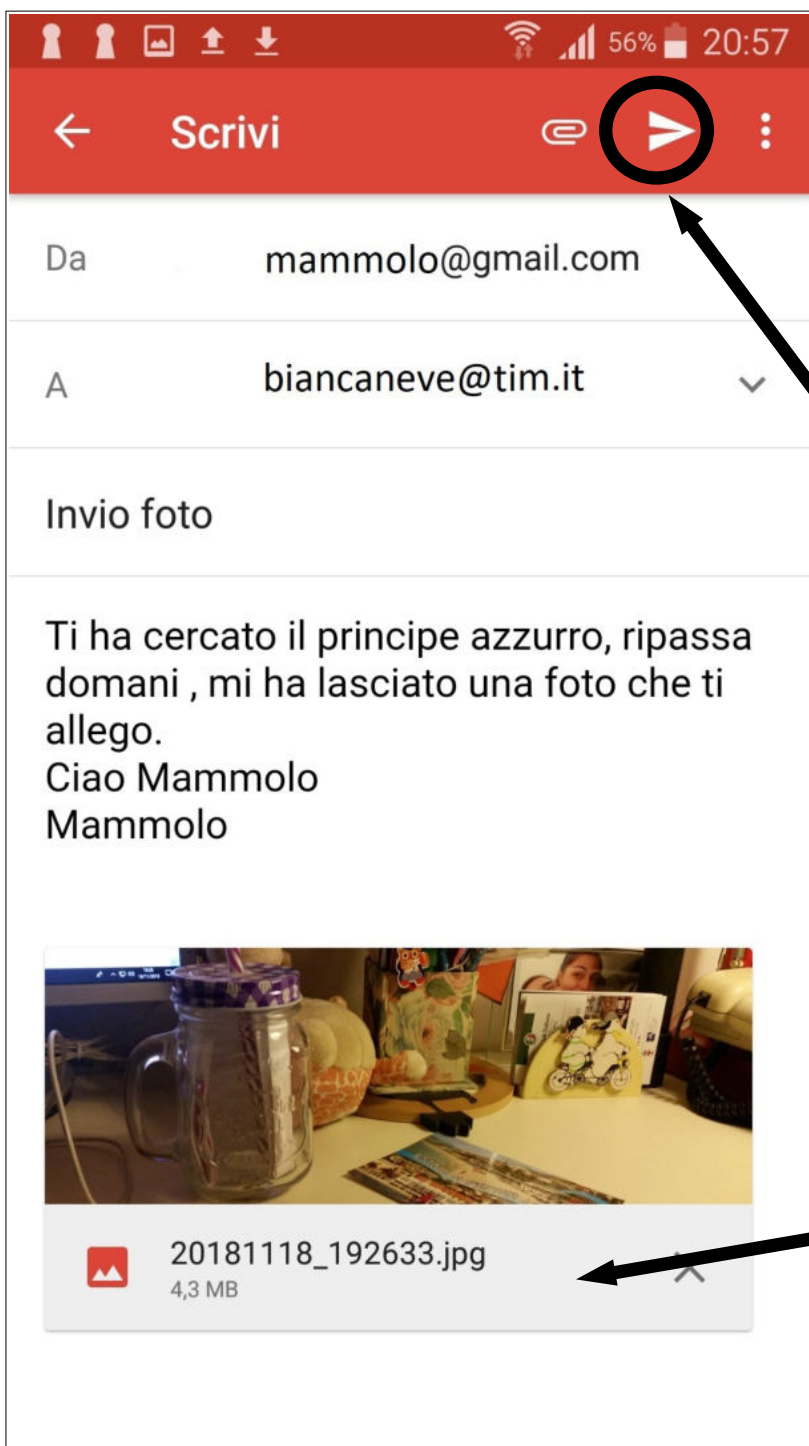 56% 20:57
Scrivi
Da mammolo@gmail.com
A biancaneve@tim.it
Invio foto
Ti ha cercato il principe azzurro, ripassa
domani , mi ha lasciato una foto che ti
allego.
Ciao Mammolo
Mammolo
20181118_192633.jpg
4,3 MB